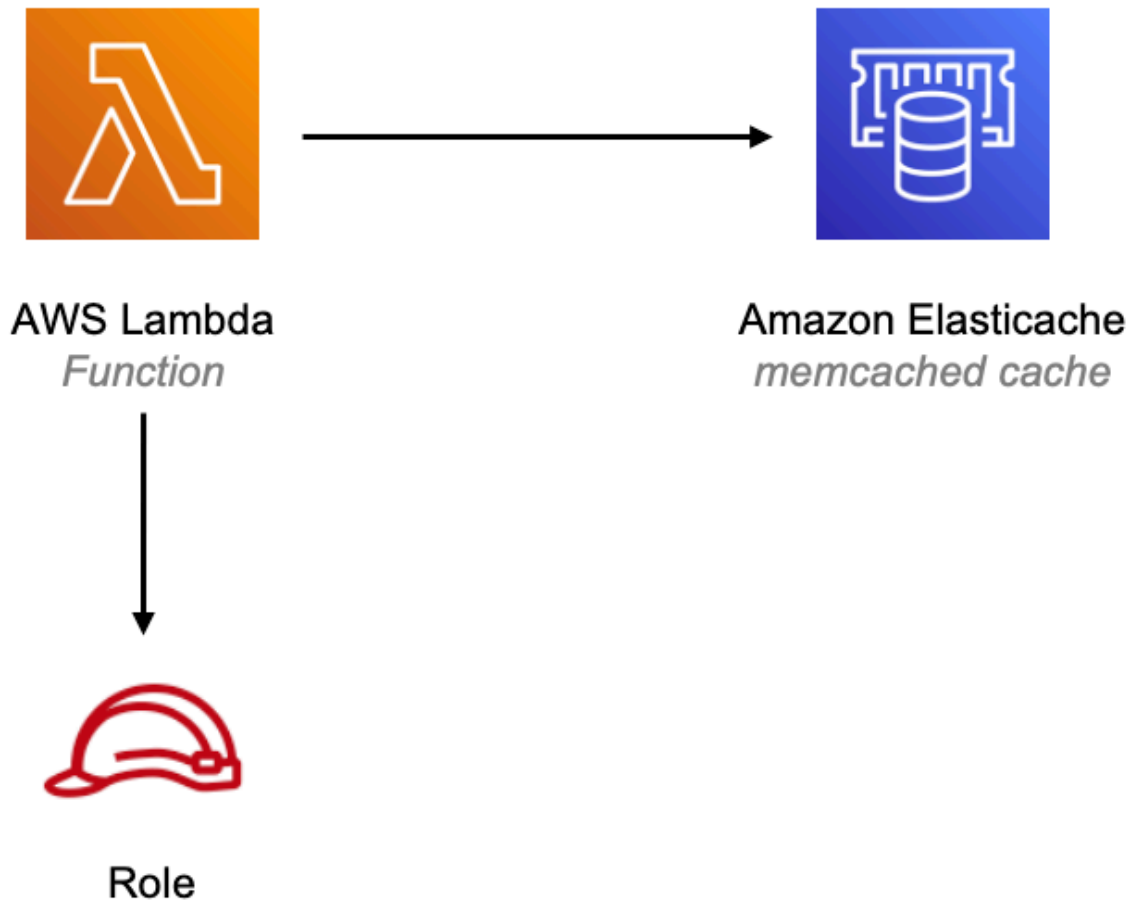 AWS Lambda
Function
Amazon Elasticache
memcached cache
Role